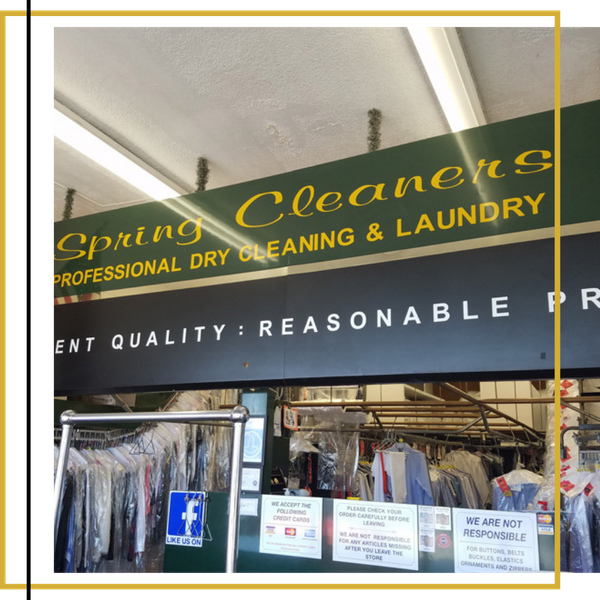 Spring Cleaners
PROFESSIONAL DRY CLEANING & LAUNDRY
ENT QUALITY : REASONABLE PR
LIKE US ON
WE ACCEPT THE
FOLLOWING
CREDIT CARDS
PLEASE CHECK YOUR
ORDER CAREFULLY BEFORE
LEAVING
WE ARE NOT RESPONSIBLE
FOR ANY ARTICLES MISSING
AFTER YOU LEAVE THE
STORE
WE ARE NOT
RESPONSIBLE
FOR BUTTONS, BELTS
BUCKLES, ELASTICS
ORNAMENTS AND ZIPPERS